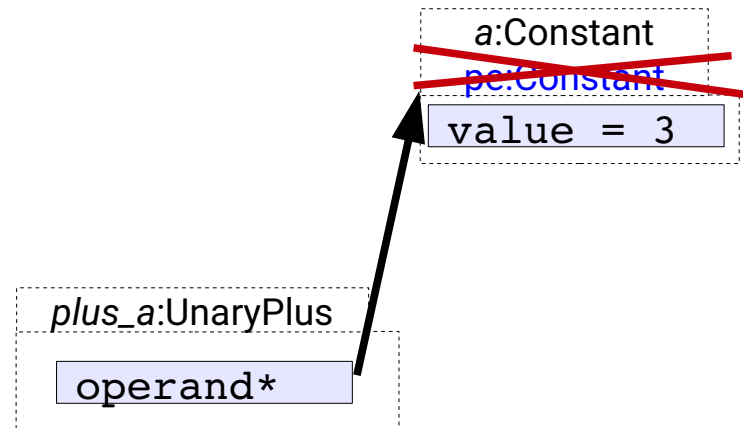 a:Constant
pc:Constant
value = 3
plus_a:UnaryPlus
operand*